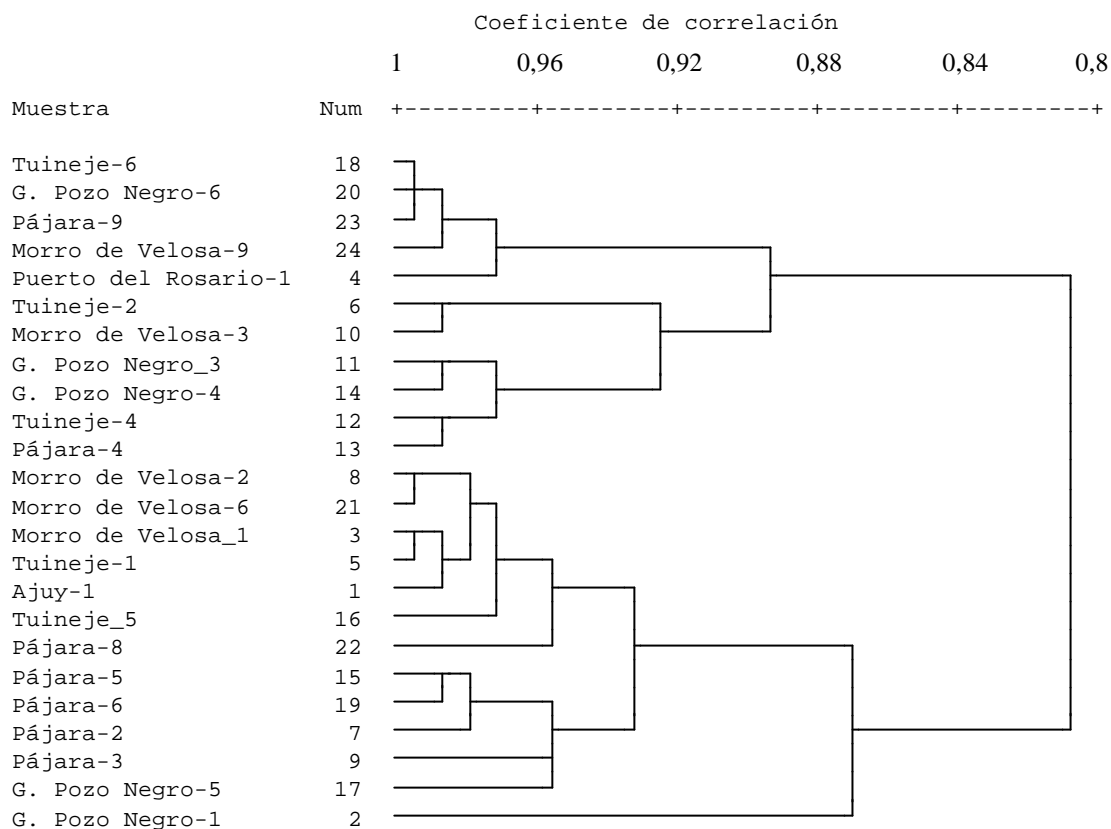 Coeficiente de correlación
1 0,96 0,92 0,88 0,84 0,8
Muestra Num +---------+---------+---------+---------+---------+
Tuineje-6 18
G. Pozo Negro-6 20
Pájara-9 23
Morro de Velosa-9 24
Puerto del Rosario-1 4
Tuineje-2 6
Morro de Velosa-3 10
G. Pozo Negro_3 11
G. Pozo Negro-4 14
Tuineje-4 12
Pájara-4 13
Morro de Velosa-2 8
Morro de Velosa-6 21
Morro de Velosa_1 3
Tuineje-1 5
Ajuy-1 1
Tuineje_5 16
Pájara-8 22
Pájara-5 15
Pájara-6 19
Pájara-2 7
Pájara-3 9
G. Pozo Negro-5 17
G. Pozo Negro-1 2